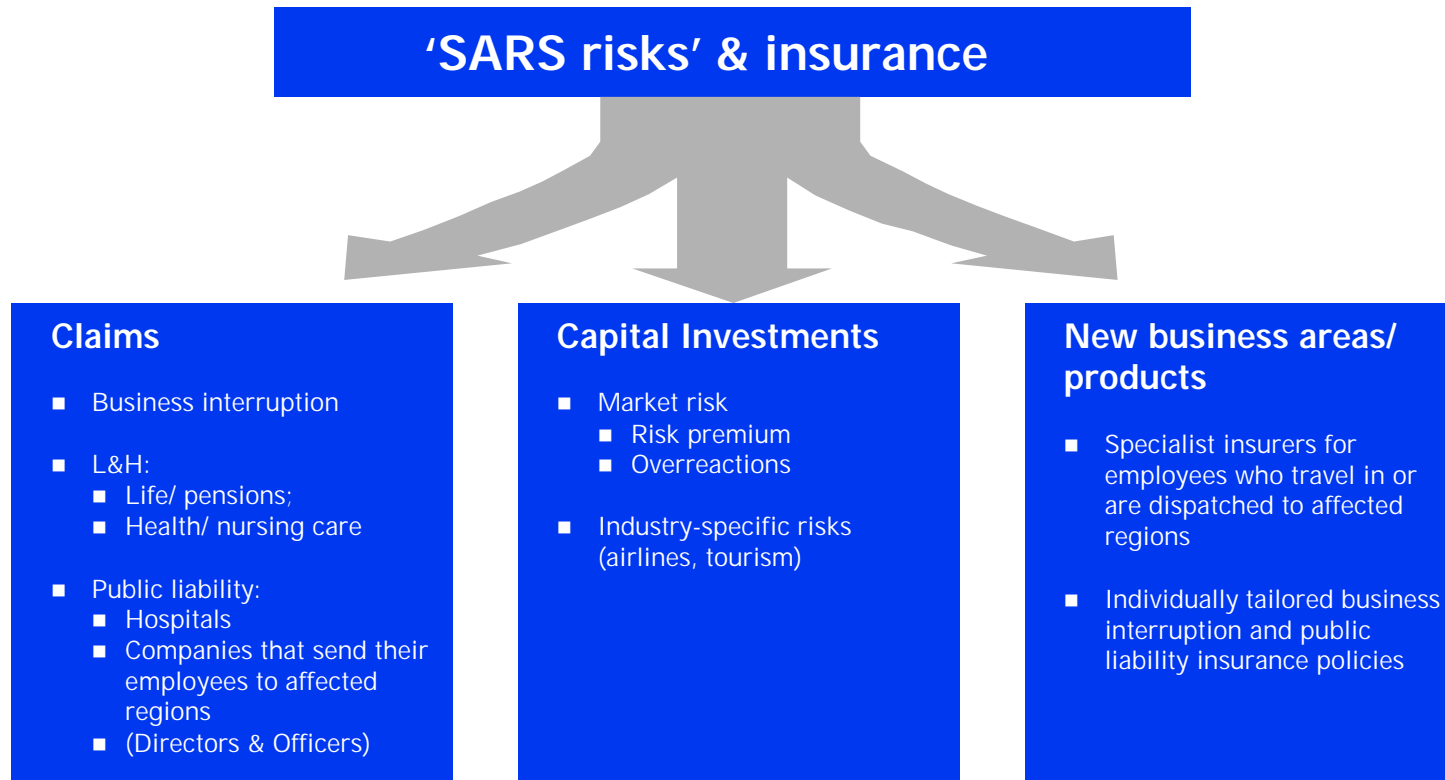 ‘SARS risks’ & insurance
Claims
■ Business interruption
■ L&H:
■ Life/ pensions;
■ Health/ nursing care
■ Public liability:
■ Hospitals
■ Companies that send their
employees to affected
regions
■ (Directors & Officers)
Capital Investments
■ Market risk
■ Risk premium
■ Overreactions
■ Industry-specific risks
(airlines, tourism)
New business areas/
products
■ Specialist insurers for
employees who travel in or
are dispatched to affected
regions
■ Individually tailored business
interruption and public
liability insurance policies